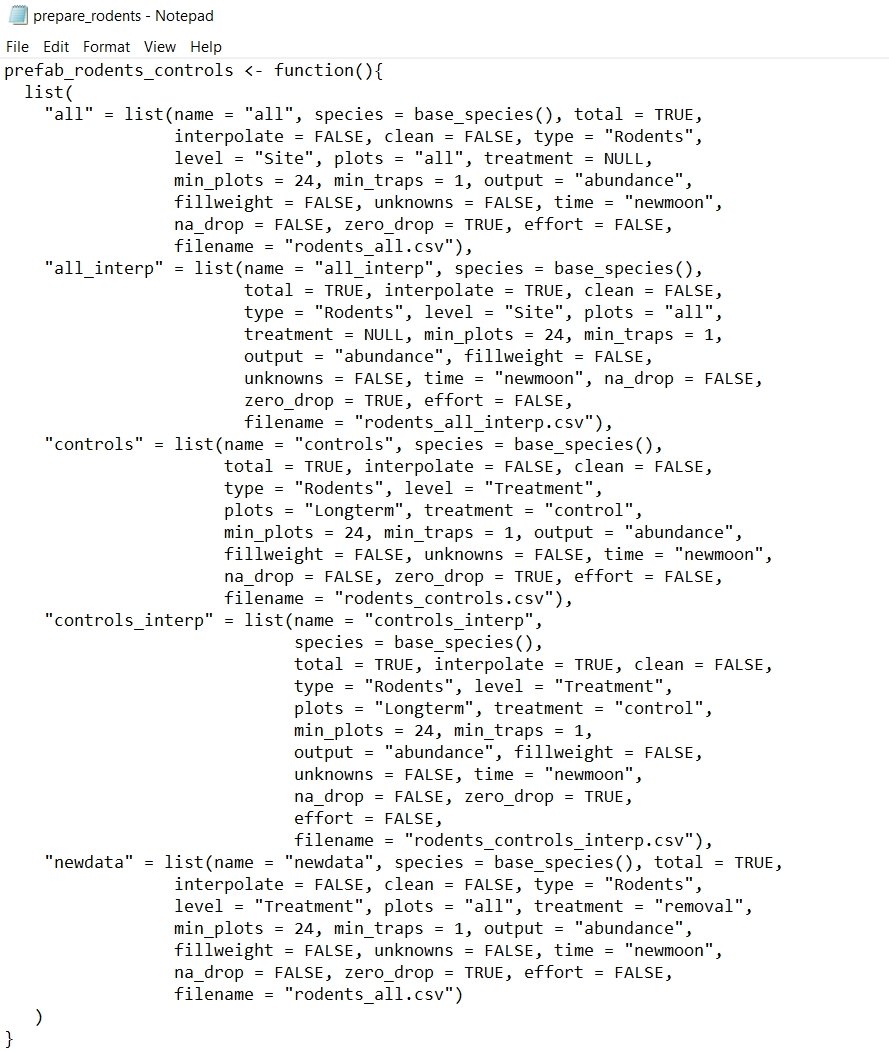 prepare_rodents - Notepad
File Edit Format View Help
prefab_rodents_controls <- function(){
  list(
    "all" = list(name = "all", species = base_species(), total = TRUE,
                 interpolate = FALSE, clean = FALSE, type = "Rodents",
                 level = "Site", plots = "all", treatment = NULL,
                 min_plots = 24, min_traps = 1, output = "abundance",
                 fillweight = FALSE, unknowns = FALSE, time = "newmoon",
                 na_drop = FALSE, zero_drop = TRUE, effort = FALSE,
                 filename = "rodents_all.csv"),
    "all_interp" = list(name = "all_interp", species = base_species(),
                        total = TRUE, interpolate = TRUE, clean = FALSE,
                        type = "Rodents", level = "Site", plots = "all",
                        treatment = NULL, min_plots = 24, min_traps = 1,
                        output = "abundance", fillweight = FALSE,
                        unknowns = FALSE, time = "newmoon", na_drop = FALSE,
                        zero_drop = TRUE, effort = FALSE,
                        filename = "rodents_all_interp.csv"),
    "controls" = list(name = "controls", species = base_species(),
                      total = TRUE, interpolate = FALSE, clean = FALSE,
                      type = "Rodents", level = "Treatment",
                      plots = "Longterm", treatment = "control",
                      min_plots = 24, min_traps = 1, output = "abundance",
                      fillweight = FALSE, unknowns = FALSE, time = "newmoon",
                      na_drop = FALSE, zero_drop = TRUE, effort = FALSE,
                      filename = "rodents_controls.csv"),
    "controls_interp" = list(name = "controls_interp",
                             species = base_species(),
                             total = TRUE, interpolate = TRUE, clean = FALSE,
                             type = "Rodents", level = "Treatment",
                             plots = "Longterm", treatment = "control",
                             min_plots = 24, min_traps = 1,
                             output = "abundance", fillweight = FALSE,
                             unknowns = FALSE, time = "newmoon",
                             na_drop = FALSE, zero_drop = TRUE,
                             effort = FALSE,
                             filename = "rodents_controls_interp.csv"),
    "newdata" = list(name = "newdata", species = base_species(), total = TRUE,
                 interpolate = FALSE, clean = FALSE, type = "Rodents",
                 level = "Treatment", plots = "all", treatment = "removal",
                 min_plots = 24, min_traps = 1, output = "abundance",
                 fillweight = FALSE, unknowns = FALSE, time = "newmoon",
                 na_drop = FALSE, zero_drop = TRUE, effort = FALSE,
                 filename = "rodents_all.csv")
   )
}